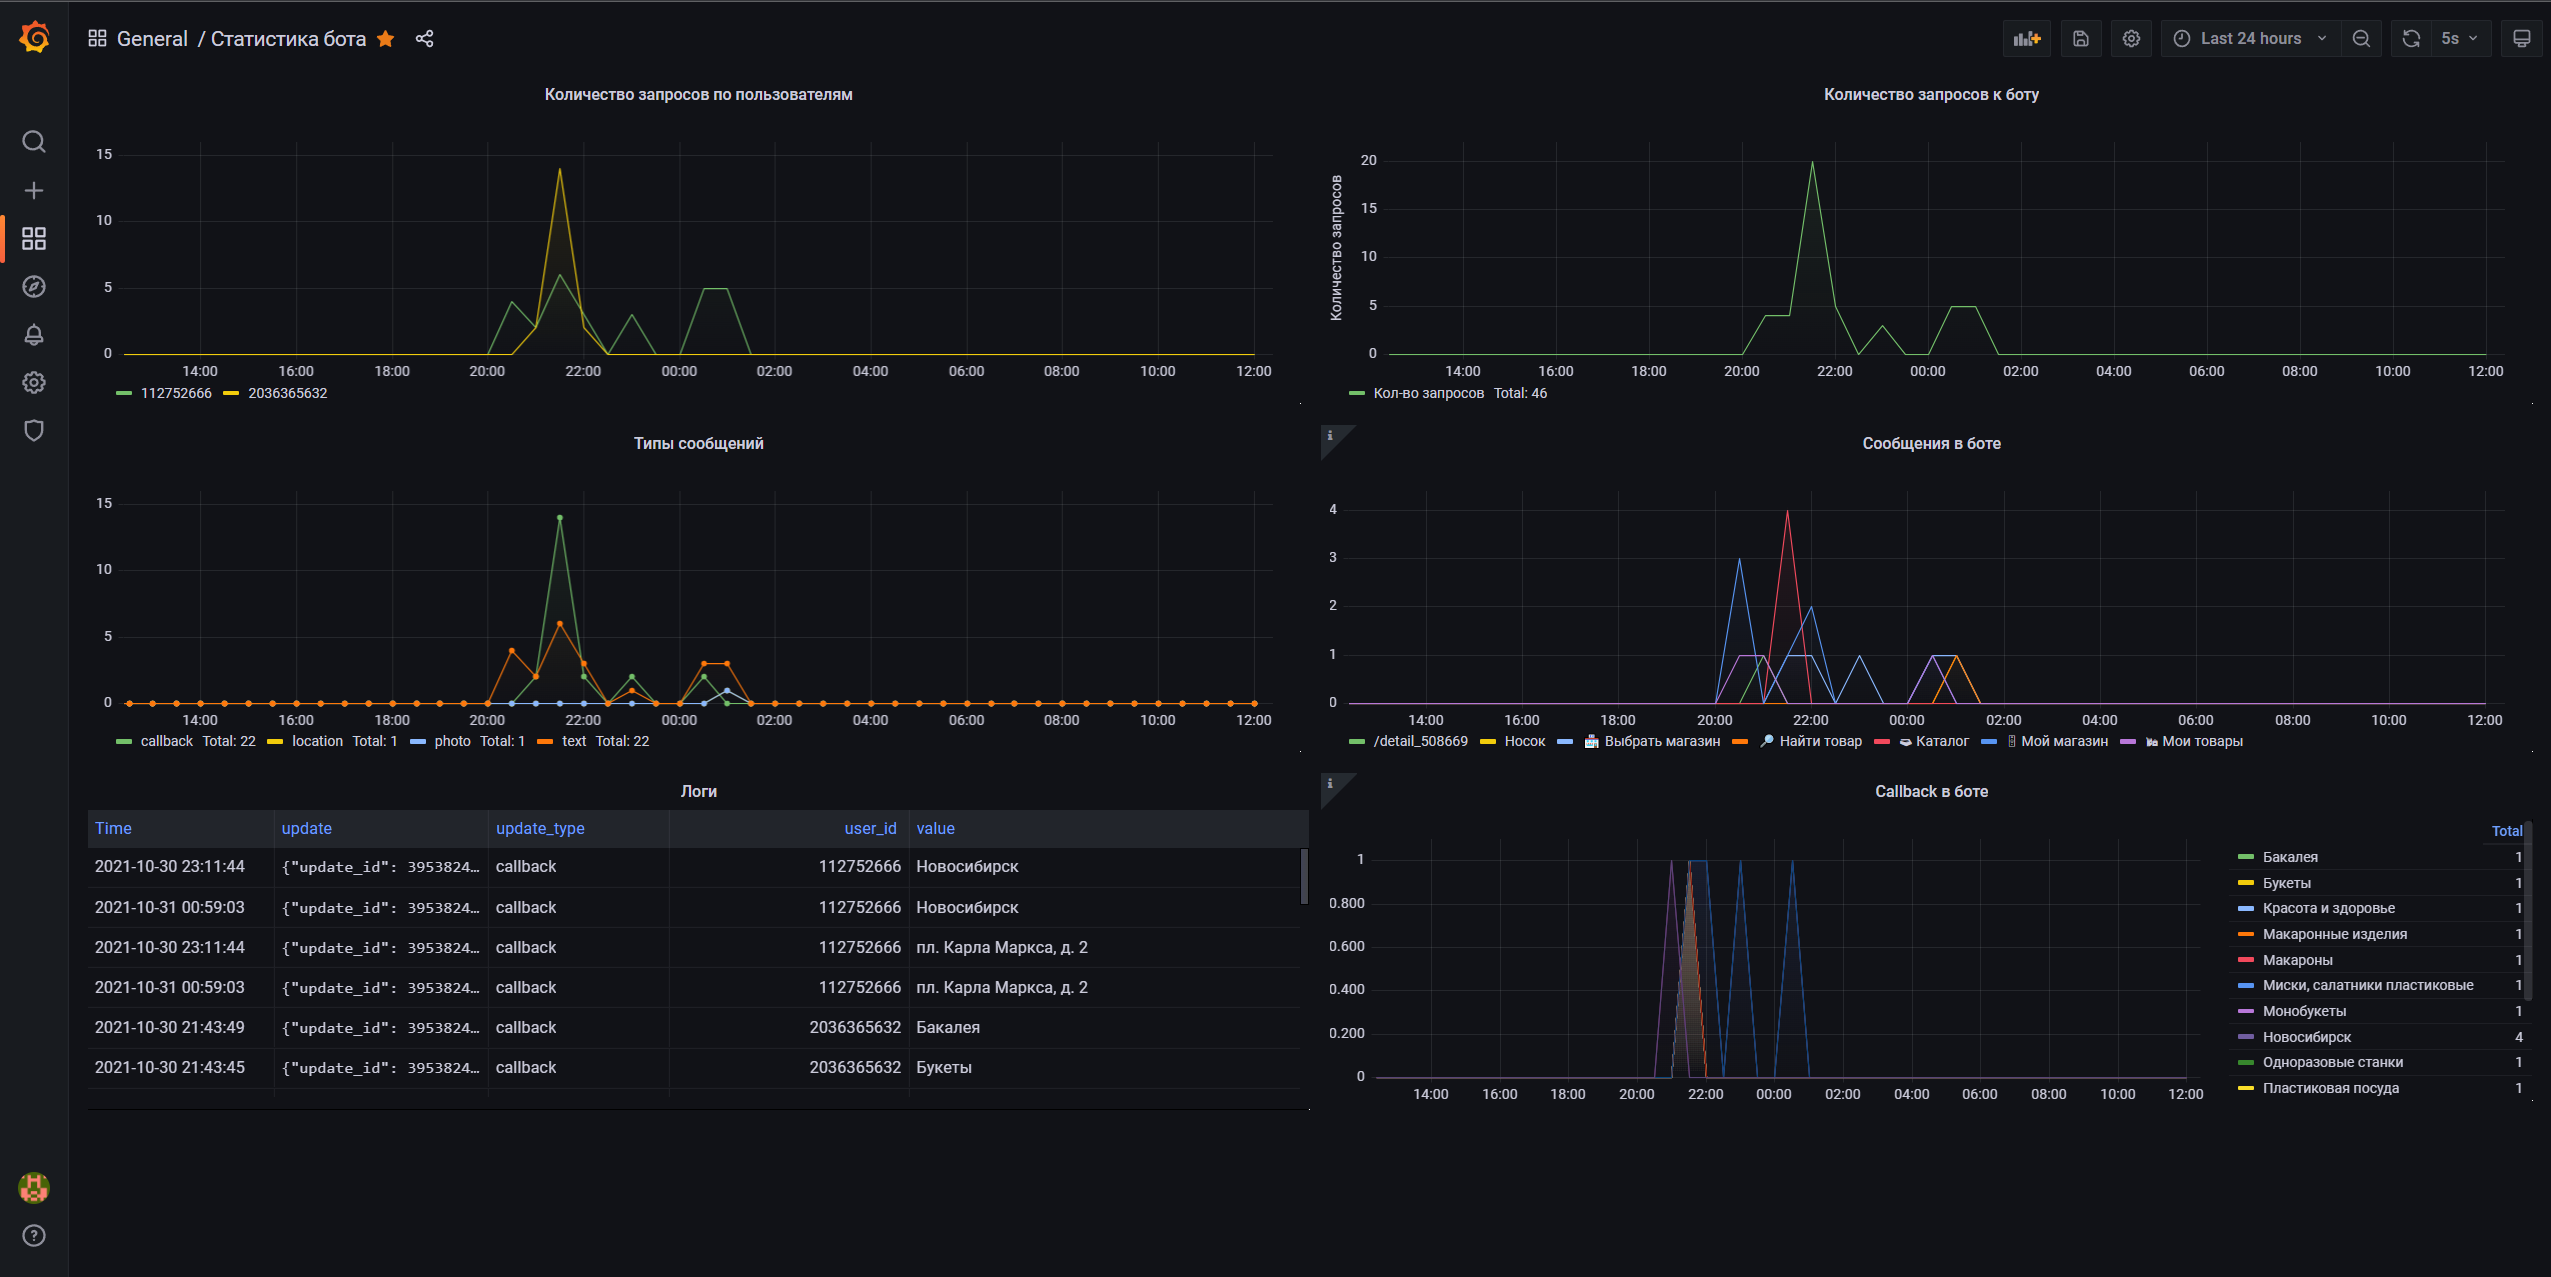 General / Статистика бота
Last 24 hours
5s
Количество запросов по пользователям
15
10
5
0
14:00 16:00 18:00 20:00 22:00 00:00 02:00 04:00 06:00 08:00 10:00 12:00
112752666 2036365632
Количество запросов к боту
Количество запросов
20
15
10
5
0
14:00 16:00 18:00 20:00 22:00 00:00 02:00 04:00 06:00 08:00 10:00 12:00
Кол-во запросов Total: 46
Типы сообщений
15
10
5
0
14:00 16:00 18:00 20:00 22:00 00:00 02:00 04:00 06:00 08:00 10:00 12:00
callback Total: 22 location Total: 1 photo Total: 1 text Total: 22
Сообщения в боте
4
3
2
1
0
14:00 16:00 18:00 20:00 22:00 00:00 02:00 04:00 06:00 08:00 10:00 12:00
/detail_508669 Носок Выбрать магазин Найти товар Каталог Мой магазин Мои товары
Логи
Time update update_type user_id value
2021-10-30 23:11:44 {"update_id": 3953824… callback 112752666 Новосибирск
2021-10-31 00:59:03 {"update_id": 3953824… callback 112752666 Новосибирск
2021-10-30 23:11:44 {"update_id": 3953824… callback 112752666 пл. Карла Маркса, д. 2
2021-10-31 00:59:03 {"update_id": 3953824… callback 112752666 пл. Карла Маркса, д. 2
2021-10-30 21:43:49 {"update_id": 3953824… callback 2036365632 Бакалея
2021-10-30 21:43:45 {"update_id": 3953824… callback 2036365632 Букеты
Callback в боте
1
0.800
0.600
0.400
0.200
0
14:00 16:00 18:00 20:00 22:00 00:00 02:00 04:00 06:00 08:00 10:00 12:00
Total
Бакалея 1
Букеты 1
Красота и здоровье 1
Макаронные изделия 1
Макароны 1
Миски, салатники пластиковые 1
Монобукеты 1
Новосибирск 4
Одноразовые станки 1
Пластиковая посуда 1